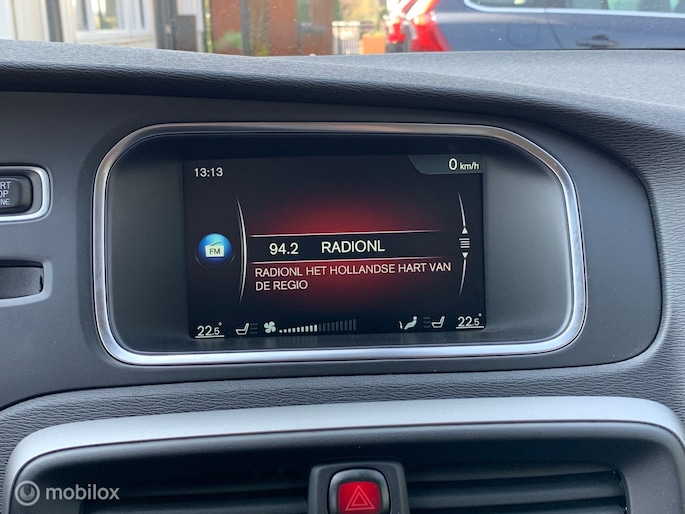 13:13
0 km/h
FM
94.2 RADIONL
RADIONL HET HOLLANDSE HART VAN
DE REGIO
22.5°
22.5°
mobilox